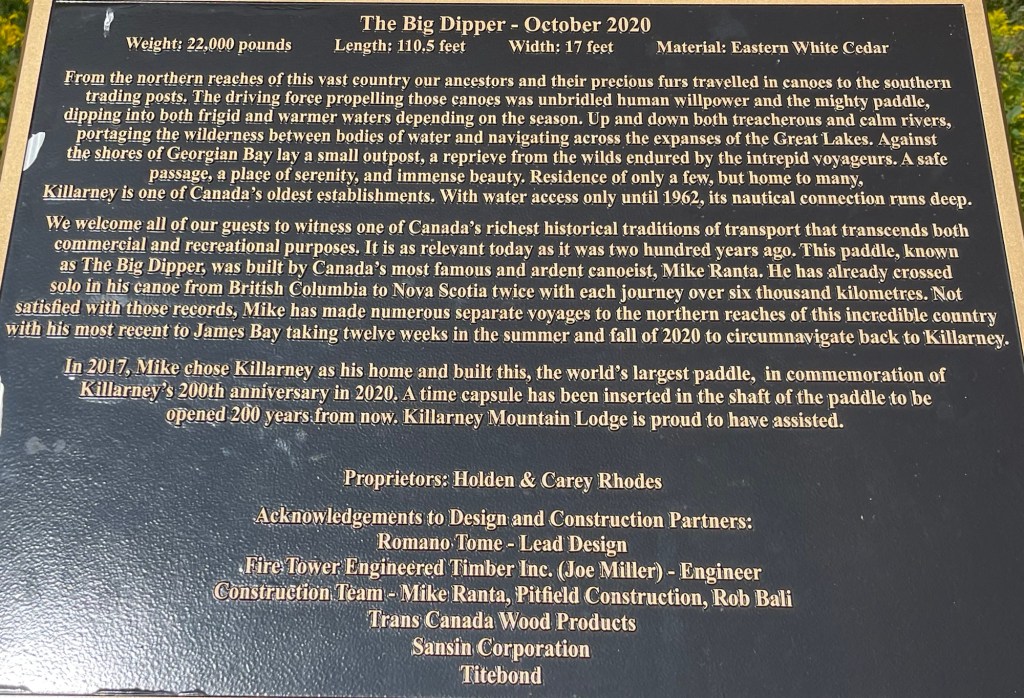 The Big Dipper - October 2020
Weight: 22,000 pounds Length: 110.5 feet Width: 17 feet Material: Eastern White Cedar
From the northern reaches of this vast country our ancestors and their precious furs travelled in canoes to the southern
trading posts. The driving force propelling those canoes was unbridled human willpower and the mighty paddle,
dipping into both frigid and warmer waters depending on the season. Up and down both treacherous and calm rivers,
portaging the wilderness between bodies of water and navigating across the expanses of the Great Lakes. Against
the shores of Georgian Bay lay a small outpost, a reprieve from the wilds endured by the intrepid voyageurs. A safe
passage, a place of serenity, and immense beauty. Residence of only a few, but home to many,
Killarney is one of Canada's oldest establishments. With water access only until 1962, its nautical connection runs deep.
We welcome all of our guests to witness one of Canada's richest historical traditions of transport that transcends both
commercial and recreational purposes. It is as relevant today as it was two hundred years ago. This paddle, known
as The Big Dipper, was built by Canada's most famous and ardent canoeist, Mike Ranta. He has already crossed
solo in his canoe from British Columbia to Nova Scotia twice with each journey over six thousand kilometres. Not
satisfied with those records, Mike has made numerous separate voyages to the northern reaches of this incredible country
with his most recent to James Bay taking twelve weeks in the summer and fall of 2020 to circumnavigate back to Killarney.
In 2017, Mike chose Killarney as his home and built this, the world's largest paddle, in commemoration of
Killarney's 200th anniversary in 2020. A time capsule has been inserted in the shaft of the paddle to be
opened 200 years from now. Killarney Mountain Lodge is proud to have assisted.
Proprietors: Holden & Carey Rhodes
Acknowledgements to Design and Construction Partners:
Romano Tome - Lead Design
Fire Tower Engineered Timber Inc. (Joe Miller) - Engineer
Construction Team - Mike Ranta, Pitfield Construction, Rob Bali
Trans Canada Wood Products
Sansin Corporation
Titebond